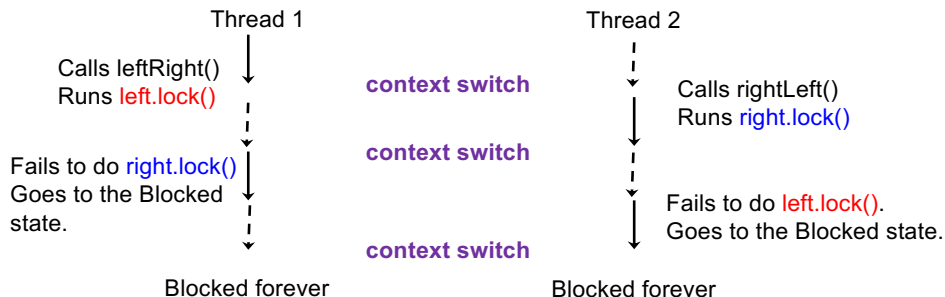 Thread 1
Thread 2
Calls leftRight()
Runs left.lock()
context switch
Calls rightLeft()
Runs right.lock()
context switch
Fails to do right.lock()
Goes to the Blocked
state.
Fails to do left.lock().
Goes to the Blocked state.
context switch
Blocked forever
Blocked forever